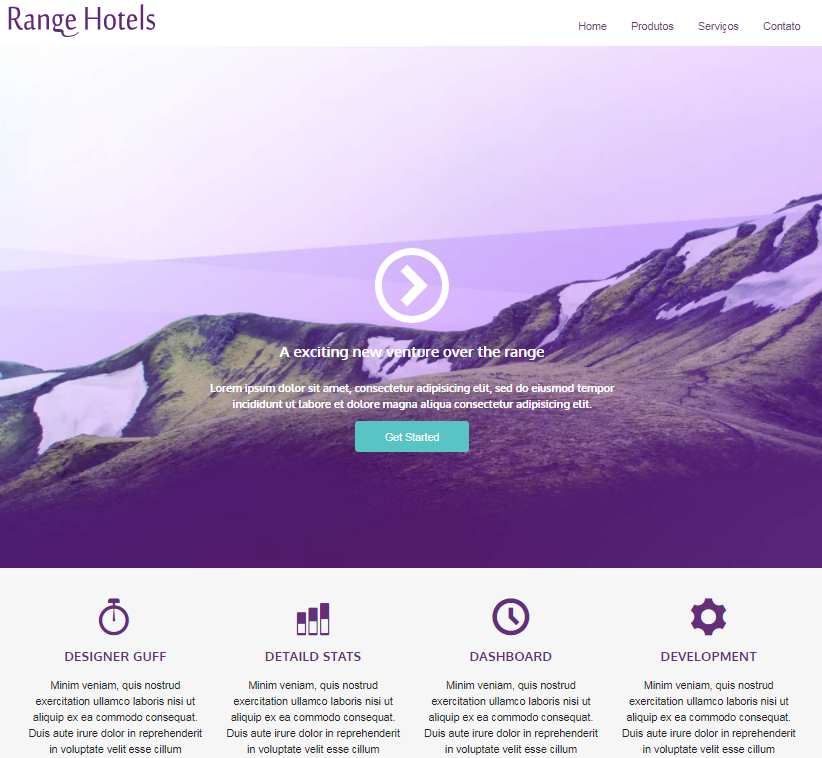 Range Hotels
Home Produtos Serviços Contato
A exciting new venture over the range
Lorem ipsum dolor sit amet, consectetur adipisicing elit, sed do eiusmod tempor
incididunt ut labore et dolore magna aliqua consectetur adipisicing elit.
Get Started
DESIGNER GUFF
Minim veniam, quis nostrud
exercitation ullamco laboris nisi ut
aliquip ex ea commodo consequat.
Duis aute irure dolor in reprehenderit
in voluptate velit esse cillum
DETAILD STATS
Minim veniam, quis nostrud
exercitation ullamco laboris nisi ut
aliquip ex ea commodo consequat.
Duis aute irure dolor in reprehenderit
in voluptate velit esse cillum
DASHBOARD
Minim veniam, quis nostrud
exercitation ullamco laboris nisi ut
aliquip ex ea commodo consequat.
Duis aute irure dolor in reprehenderit
in voluptate velit esse cillum
DEVELOPMENT
Minim veniam, quis nostrud
exercitation ullamco laboris nisi ut
aliquip ex ea commodo consequat.
Duis aute irure dolor in reprehenderit
in voluptate velit esse cillum